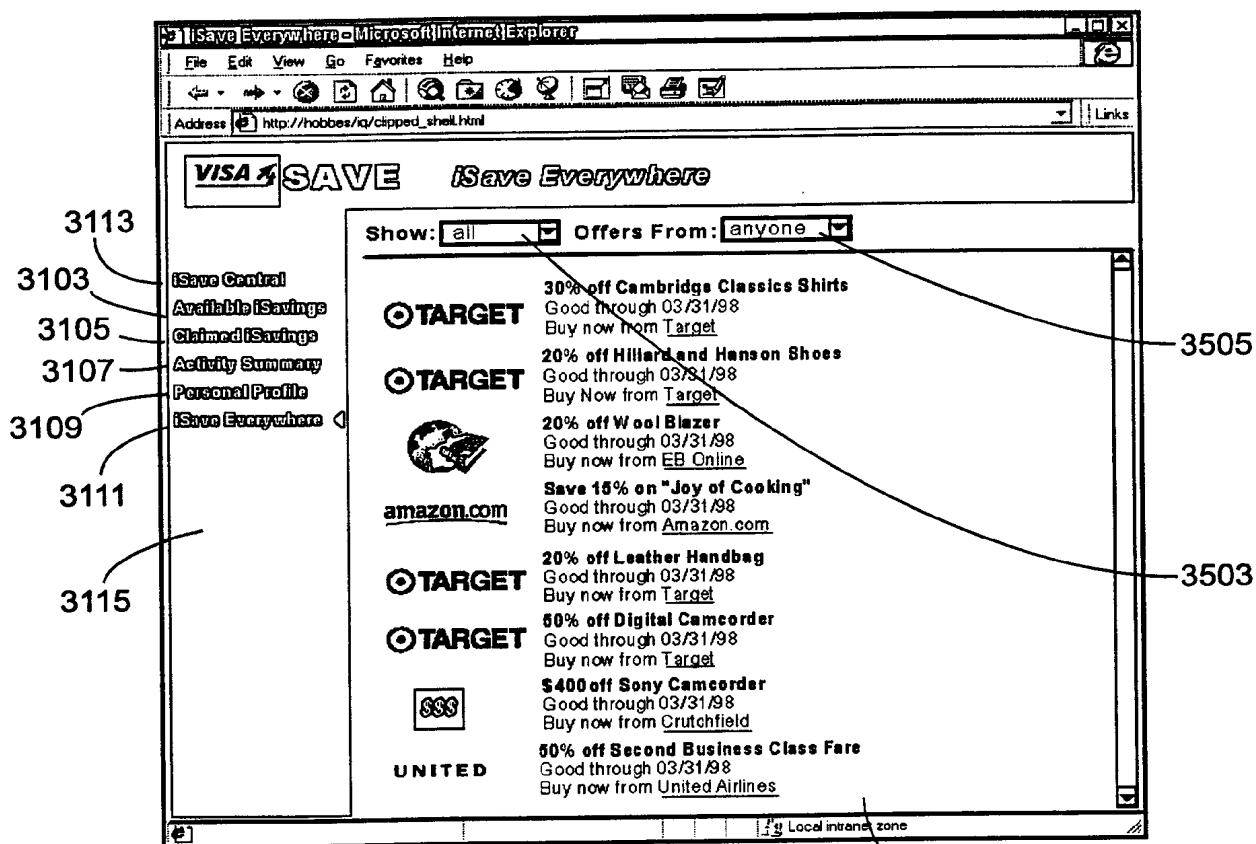 iSave Everywhere - Microsoft Internet Explorer
File Edit View Go Favorites Help
Address http://hobbes/iq/clipped_shell.html Links
VISA SAVE iSave Everywhere
Show: all Offers From: anyone
3113
3103
3105
3107
3109
3111
3115
iSave Central
Available iSavings
Claimed iSavings
Activity Summary
Personal Profile
iSave Everywhere
TARGET
30% off Cambridge Classics Shirts
Good through 03/31/98
Buy now from Target
TARGET
20% off Hillard and Hanson Shoes
Good through 03/31/98
Buy Now from Target
20% off Wool Blazer
Good through 03/31/98
Buy now from EB Online
amazon.com
Save 15% on "Joy of Cooking"
Good through 03/31/98
Buy now from Amazon.com
TARGET
20% off Leather Handbag
Good through 03/31/98
Buy now from Target
TARGET
50% off Digital Camcorder
Good through 03/31/98
Buy now from Target
$$$
$400 off Sony Camcorder
Good through 03/31/98
Buy now from Crutchfield
UNITED
50% off Second Business Class Fare
Good through 03/31/98
Buy now from United Airlines
3505
3503
Local intranet zone